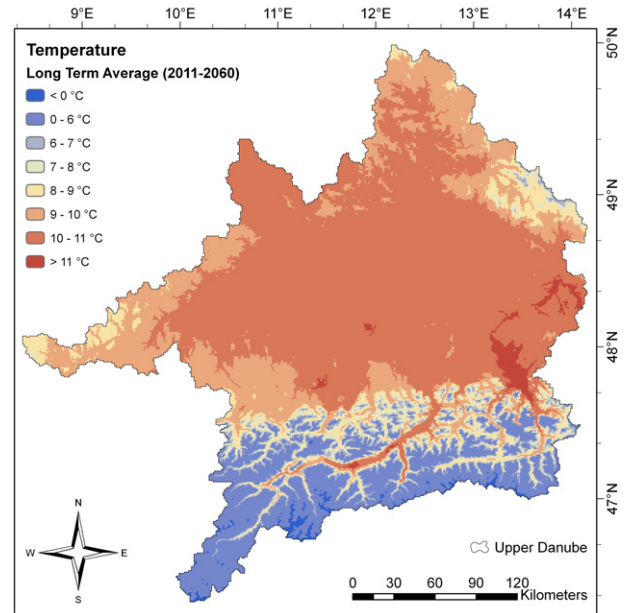 9°E 10°E 11°E 12°E 13°E 14°E
Temperature
Long Term Average (2011-2060)
< 0 °C
0 - 6 °C
6 - 7 °C
7 - 8 °C
8 - 9 °C
9 - 10 °C
10 - 11 °C
> 11 °C
50°N
49°N
48°N
47°N
N
W E
S
Upper Danube
0 15 30 60 90 120
Kilometers